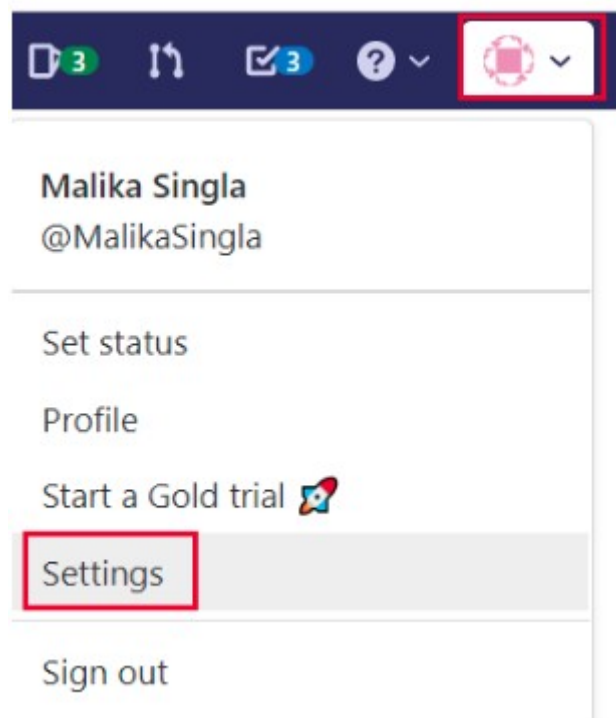 3 3
Malika Singla
@MalikaSingla
Set status
Profile
Start a Gold trial 🚀
Settings
Sign out